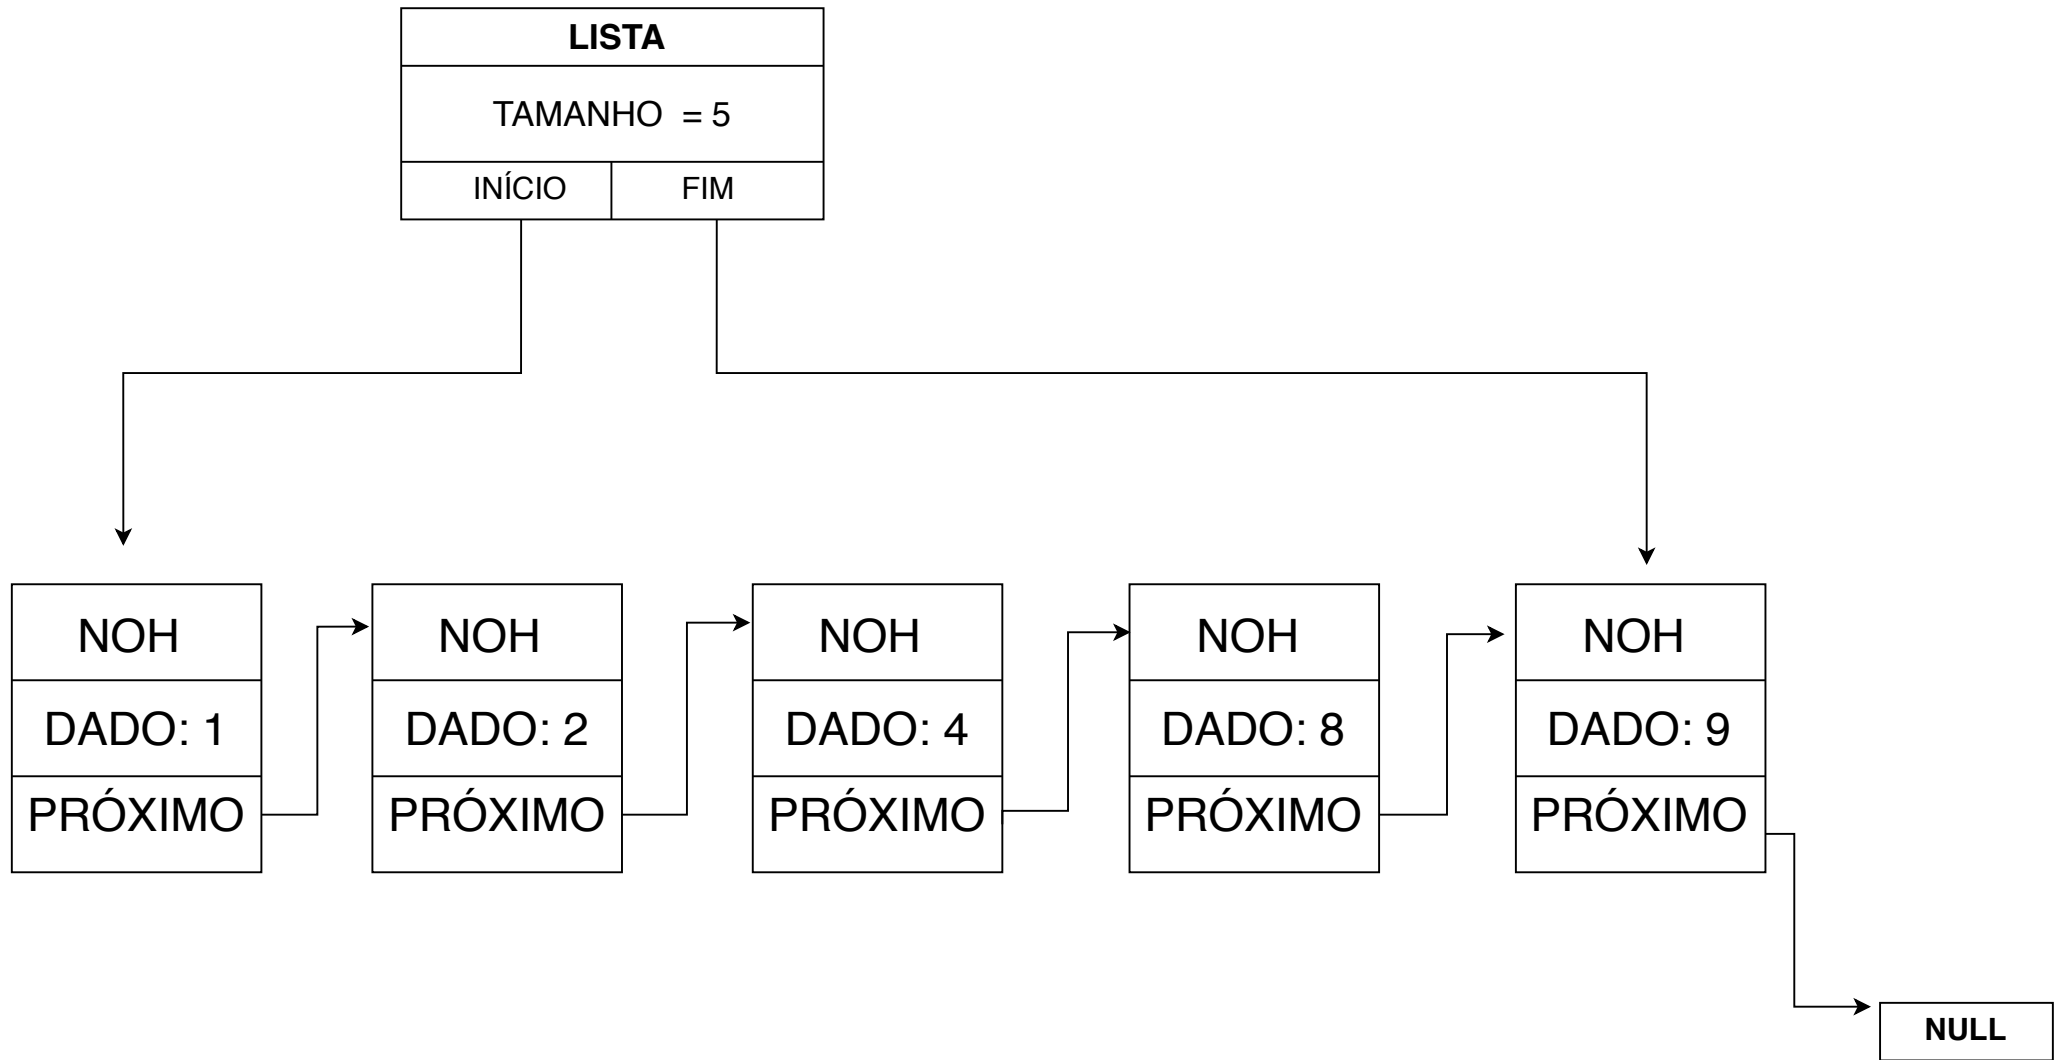 LISTA
TAMANHO = 5
INÍCIO
FIM
NOH
DADO: 1
PRÓXIMO
NOH
DADO: 2
PRÓXIMO
NOH
DADO: 4
PRÓXIMO
NOH
DADO: 8
PRÓXIMO
NOH
DADO: 9
PRÓXIMO
NULL